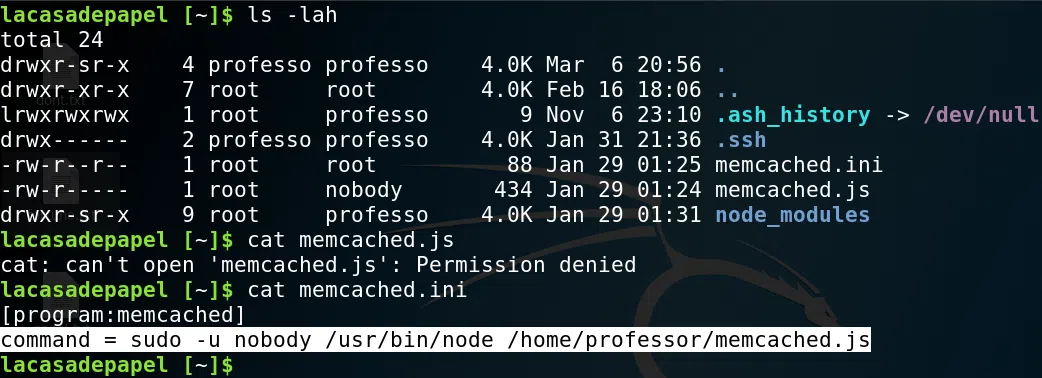 lacasadepapel [~]$ ls -lah
total 24
drwxr-sr-x    4 professo professo    4.0K Mar  6 20:56 .
drwxr-xr-x    7 root     root        4.0K Feb 16 18:06 ..
lrwxrwxrwx    1 root     professo       9 Nov  6 23:10 .ash_history -> /dev/null
drwx------    2 professo professo    4.0K Jan 31 21:36 .ssh
-rw-r--r--    1 root     root          88 Jan 29 01:25 memcached.ini
-rw-r-----    1 root     nobody       434 Jan 29 01:24 memcached.js
drwxr-sr-x    9 root     professo    4.0K Jan 29 01:31 node_modules
lacasadepapel [~]$ cat memcached.js
cat: can't open 'memcached.js': Permission denied
lacasadepapel [~]$ cat memcached.ini
[program:memcached]
command = sudo -u nobody /usr/bin/node /home/professor/memcached.js
lacasadepapel [~]$